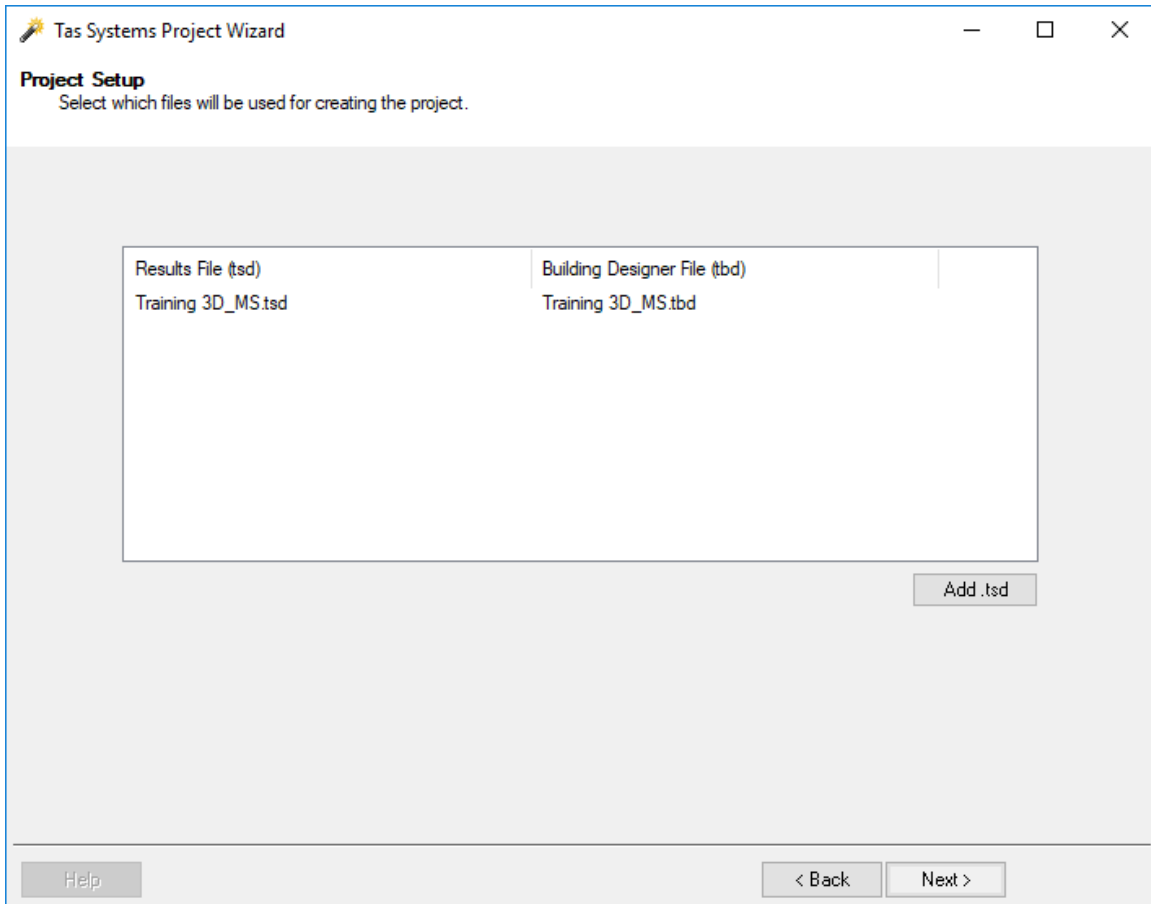 Tas Systems Project Wizard
Project Setup
Select which files will be used for creating the project.
Results File (tsd) Building Designer File (tbd)
Training 3D_MS.tsd Training 3D_MS.tbd
Add .tsd
Help < Back Next >